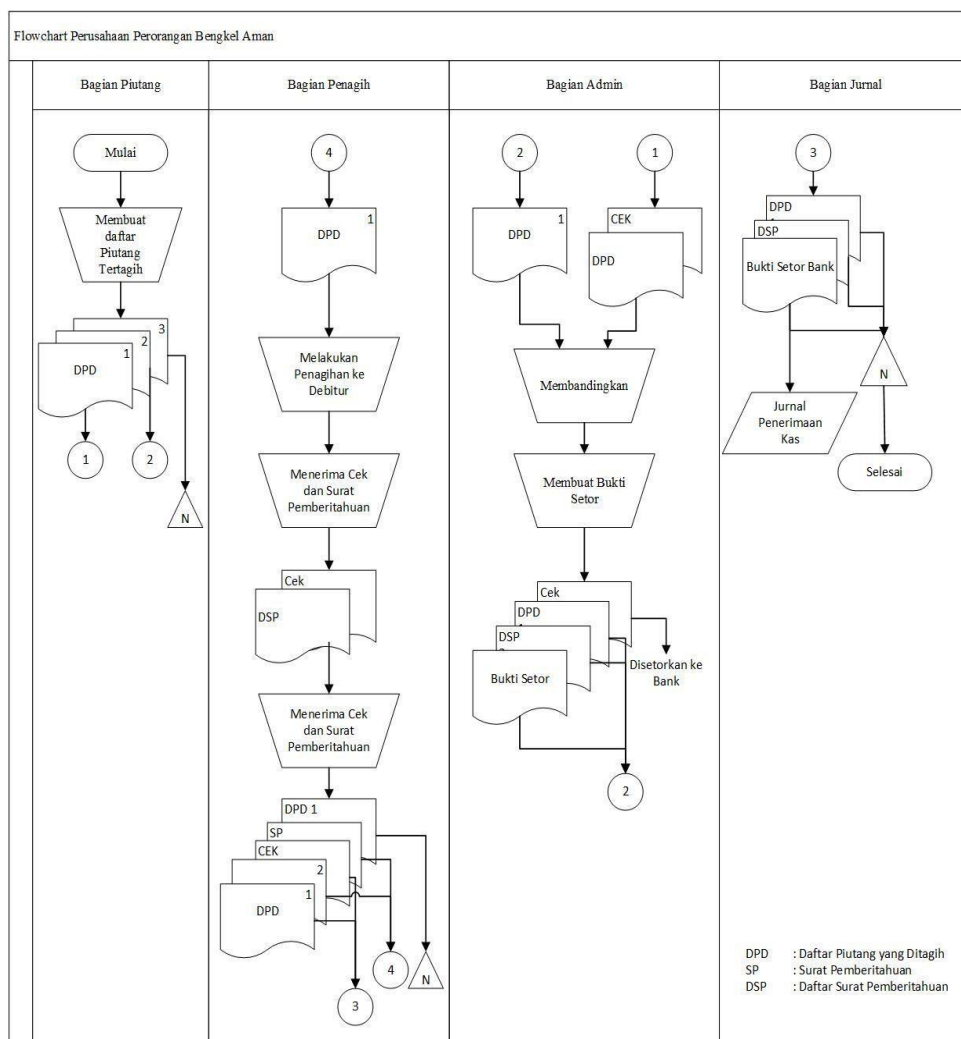 Flowchart Perusahaan Perorangan Bengkel Aman
Bagian Piutang
Bagian Penagih
Bagian Admin
Bagian Jurnal
Mulai
Membuat
daftar
Piutang
Tertagih
3
2
1
DPD
1
2
N
4
1
DPD
Melakukan
Penagihan ke
Debitur
Menerima Cek
dan Surat
Pemberitahuan
Cek
DSP
Menerima Cek
dan Surat
Pemberitahuan
DPD 1
SP
CEK
2
1
DPD
4
N
3
2
1
1
DPD
CEK
DPD
Membandingkan
Membuat Bukti
Setor
Cek
DPD
DSP
Bukti Setor
Disetorkan ke
Bank
2
3
DPD
DSP
Bukti Setor Bank
N
Jurnal
Penerimaan
Kas
Selesai
DPD : Daftar Piutang yang Ditagih
SP : Surat Pemberitahuan
DSP : Daftar Surat Pemberitahuan